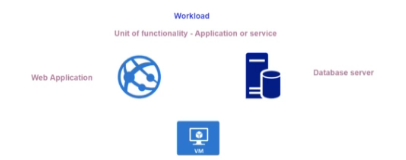 Workload
Unit of functionality - Application or service
Web Application
Database server
VM